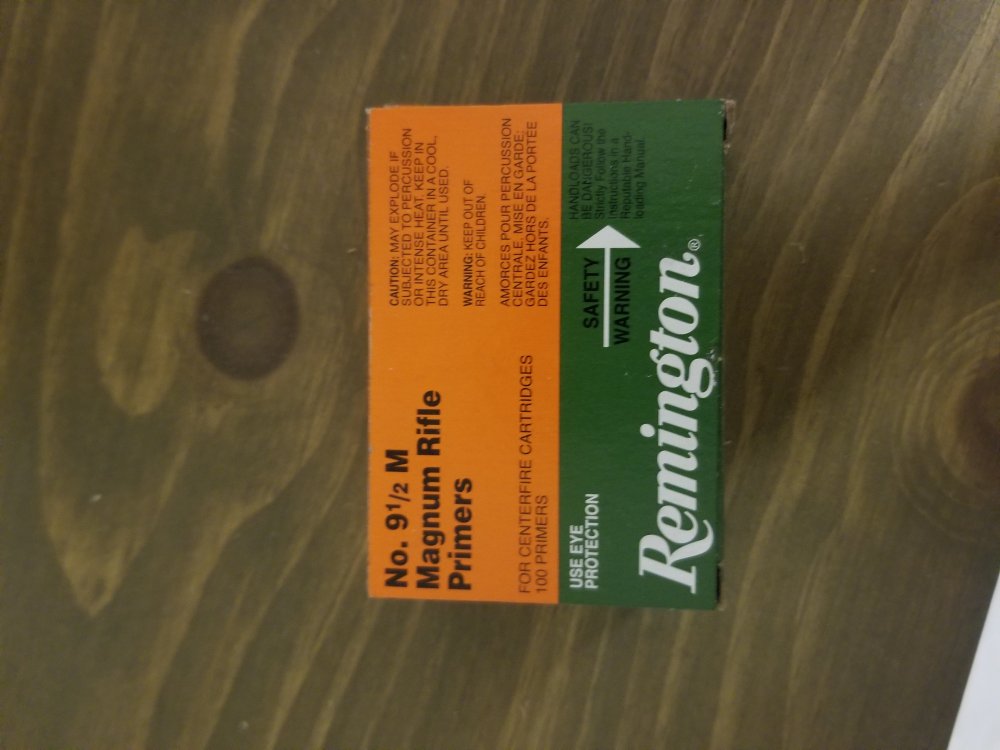 No. 9 1/2 M
Magnum Rifle
Primers
FOR CENTERFIRE CARTRIDGES
100 PRIMERS
CAUTION: MAY EXPLODE IF
SUBJECTED TO PERCUSSION
OR INTENSE HEAT. KEEP IN
THIS CONTAINER IN A COOL,
DRY AREA UNTIL USED.
WARNING: KEEP OUT OF
REACH OF CHILDREN.
AMORCES POUR PERCUSSION
CENTRALE. MISE EN GARDE:
GARDEZ HORS DE LA PORTÉE
DES ENFANTS.
USE EYE
PROTECTION
SAFETY
WARNING
HANDLOADS CAN
BE DANGEROUS!
Strictly Follow the
Instructions in a
Reputable Hand-
loading Manual.
Remington®